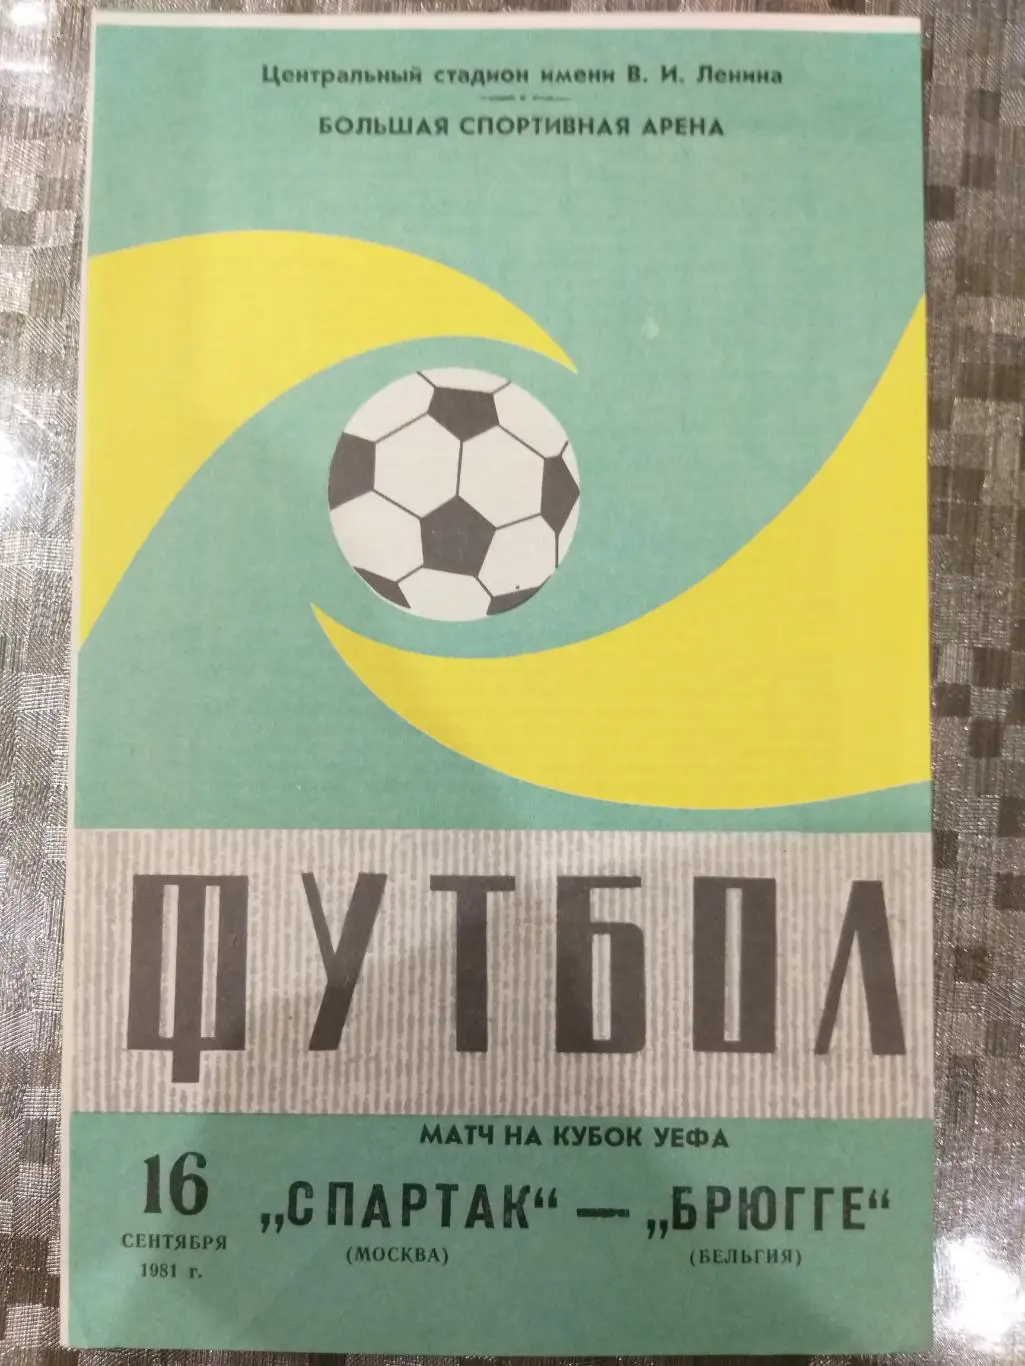 Центральный стадион имени В. И. Ленина
БОЛЬШАЯ СПОРТИВНАЯ АРЕНА
ФУТБОЛ
МАТЧ НА КУБОК УЕФА
16
СЕНТЯБРЯ
1981 г.
„СПАРТАК“ — „БРЮГГЕ“
(МОСКВА) (БЕЛЬГИЯ)